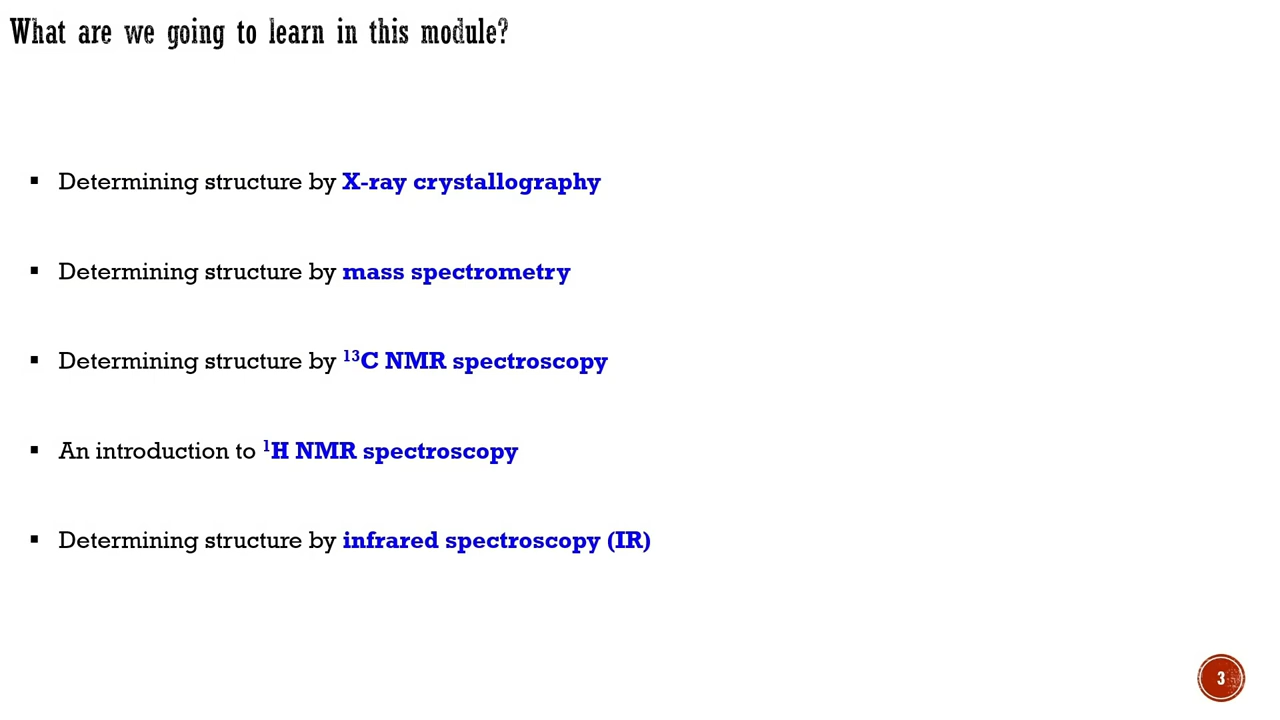 What are we going to learn in this module?
▪ Determining structure by X-ray crystallography
▪ Determining structure by mass spectrometry
▪ Determining structure by ¹³C NMR spectroscopy
▪ An introduction to ¹H NMR spectroscopy
▪ Determining structure by infrared spectroscopy (IR)
3